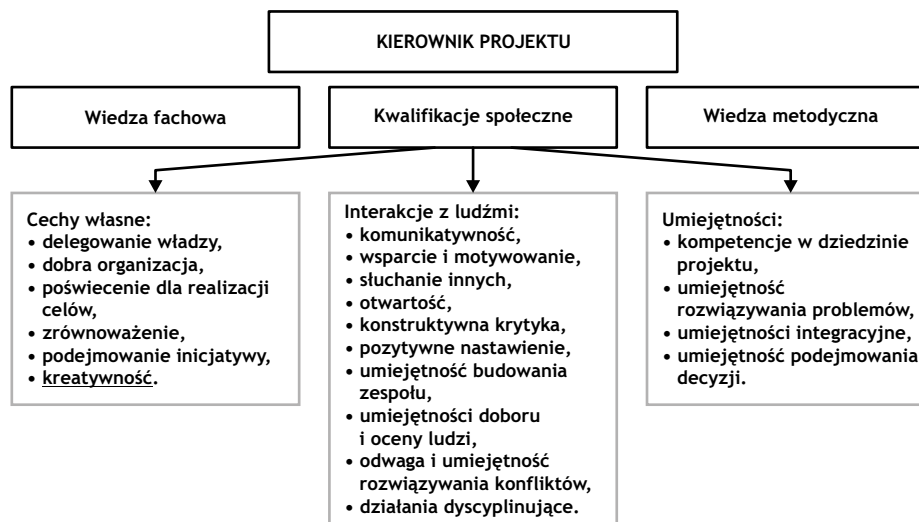 KIEROWNIK PROJEKTU
Wiedza fachowa
Kwalifikacje społeczne
Wiedza metodyczna
Cechy własne:
• delegowanie władzy,
• dobra organizacja,
• poświecenie dla realizacji
celów,
• zrównoważenie,
• podejmowanie inicjatywy,
• kreatywność.
Interakcje z ludźmi:
• komunikatywność,
• wsparcie i motywowanie,
• słuchanie innych,
• otwartość,
• konstruktywna krytyka,
• pozytywne nastawienie,
• umiejętność budowania
zespołu,
• umiejętności doboru
i oceny ludzi,
• odwaga i umiejętność
rozwiązywania konfliktów,
• działania dyscyplinujące.
Umiejętności:
• kompetencje w dziedzinie
projektu,
• umiejętność
rozwiązywania problemów,
• umiejętności integracyjne,
• umiejętność podejmowania
decyzji.